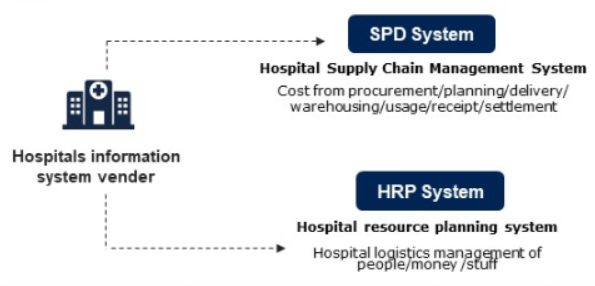 SPD System
Hospital Supply Chain Management System
Cost from procurement/planning/delivery/
warehousing/usage/receipt/settlement
Hospitals information
system vender
HRP System
Hospital resource planning system
Hospital logistics management of
people/money /stuff